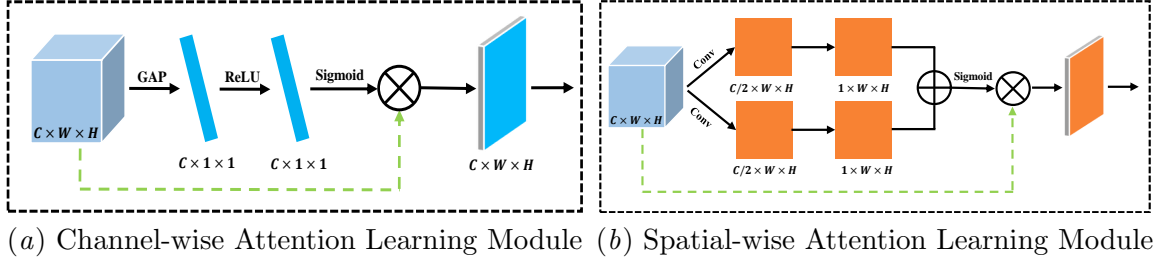 GAP
ReLU
Sigmoid
C × W × H
C × 1 × 1
C × 1 × 1
C × W × H
(a) Channel-wise Attention Learning Module
Conv
Conv
C × W × H
C/2 × W × H
1 × W × H
Sigmoid
C/2 × W × H
1 × W × H
(b) Spatial-wise Attention Learning Module